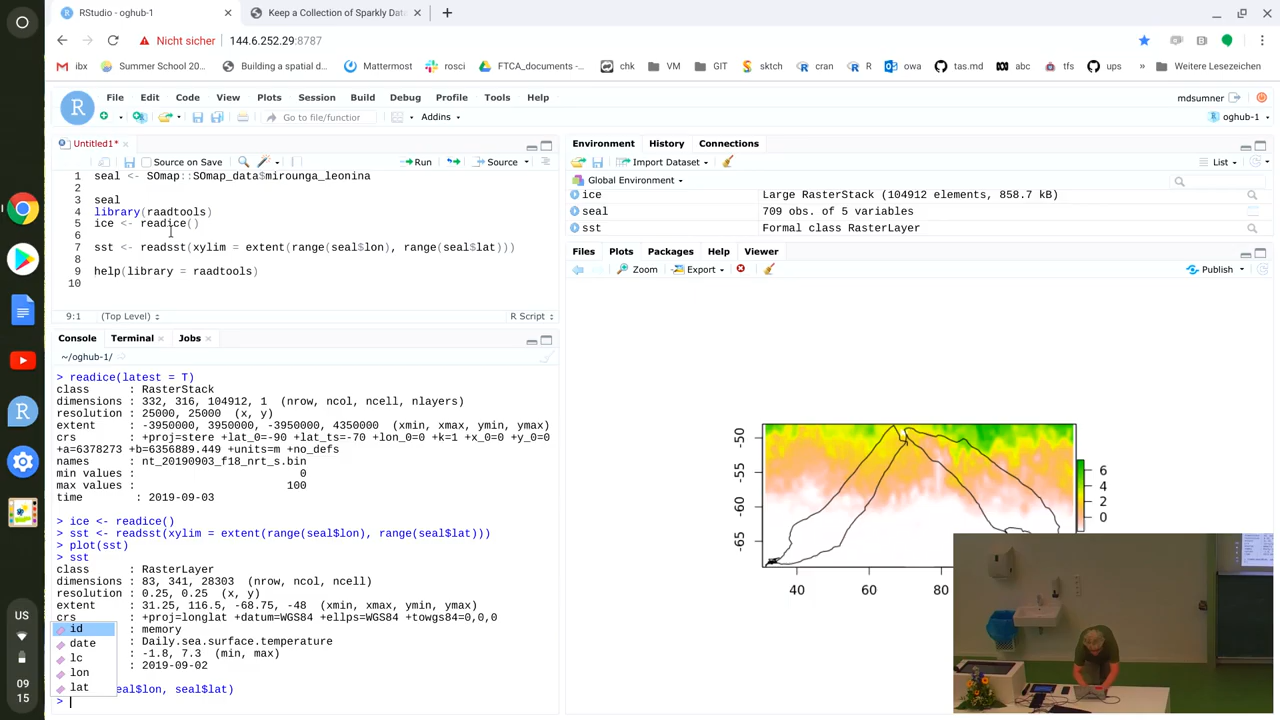 RStudio - oghub-1
Keep a Collection of Sparkly Dat
Nicht sicher
144.6.252.29:8787
ibx
Summer School 20...
Building a spatial d...
Mattermost
rosci
FTCA_documents -...
chk
VM
GIT
sktch
cran
R
owa
tas.md
abc
tfs
ups
»
Weitere Lesezeichen
File Edit Code View Plots Session Build Debug Profile Tools Help
mdsumner
Go to file/function
Addins
oghub-1
Untitled1*
Source on Save
Run
Source
1 seal <- SOmap::SOmap_data$mirounga_leonina
2
3 seal
4 library(raadtools)
5 ice <- readice()
6
7 sst <- readsst(xylim = extent(range(seal$lon), range(seal$lat)))
8
9 help(library = raadtools)
10
9:1 (Top Level)
R Script
Console Terminal Jobs
~/oghub-1/
> readice(latest = T)
class : RasterStack
dimensions : 332, 316, 104912, 1 (nrow, ncol, ncell, nlayers)
resolution : 25000, 25000 (x, y)
extent : -3950000, 3950000, -3950000, 4350000 (xmin, xmax, ymin, ymax)
crs : +proj=stere +lat_0=-90 +lat_ts=-70 +lon_0=0 +k=1 +x_0=0 +y_0=0
+a=6378273 +b=6356889.449 +units=m +no_defs
names : nt_20190903_f18_nrt_s.bin
min values : 0
max values : 100
time : 2019-09-03
> ice <- readice()
> sst <- readsst(xylim = extent(range(seal$lon), range(seal$lat)))
> plot(sst)
> sst
class : RasterLayer
dimensions : 83, 341, 28303 (nrow, ncol, ncell)
resolution : 0.25, 0.25 (x, y)
extent : 31.25, 116.5, -68.75, -48 (xmin, xmax, ymin, ymax)
crs : +proj=longlat +datum=WGS84 +ellps=WGS84 +towgs84=0,0,0
: memory
: Daily.sea.surface.temperature
: -1.8, 7.3 (min, max)
: 2019-09-02
seal$lon, seal$lat)
>
id
date
lc
lon
lat
Environment History Connections
Import Dataset
List
Global Environment
ice Large RasterStack (104912 elements, 858.7 kB)
seal 709 obs. of 5 variables
sst Formal class RasterLayer
Files Plots Packages Help Viewer
Zoom Export
Publish
-50
-55
-60
-65
40
60
80
6
4
2
0
US
09
15